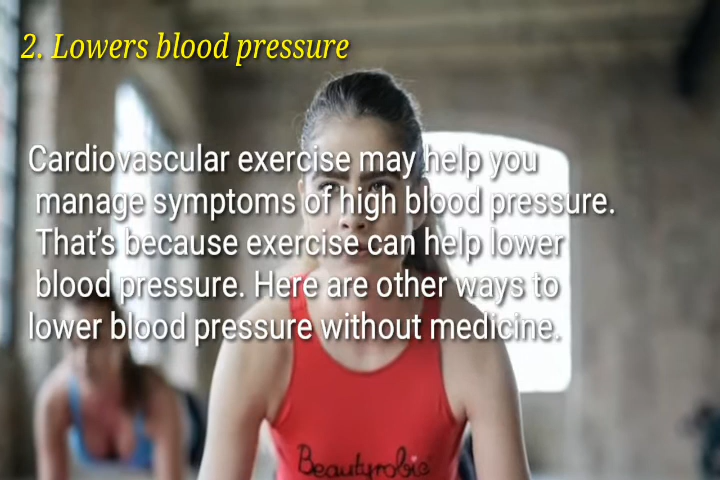 2. Lowers blood pressure
Cardiovascular exercise may help you
manage symptoms of high blood pressure.
That's because exercise can help lower
blood pressure. Here are other ways to
lower blood pressure without medicine.
Beautyrobic